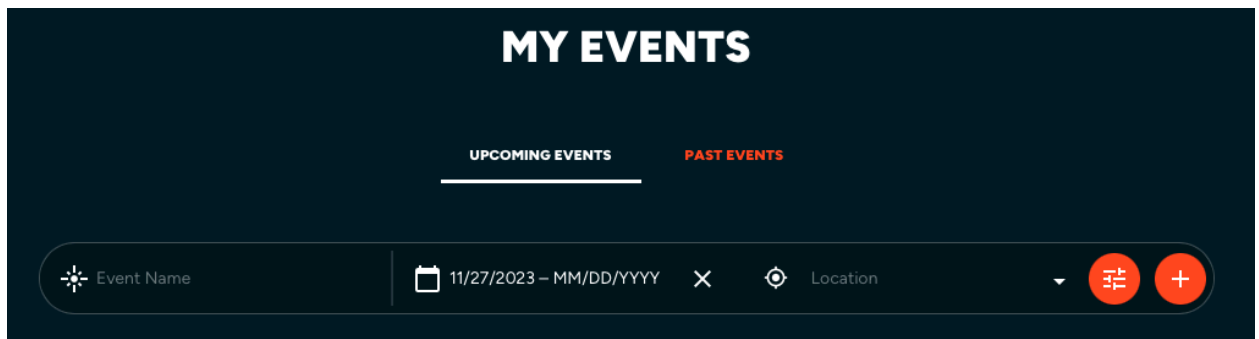 MY EVENTS
UPCOMING EVENTS PAST EVENTS
Event Name 11/27/2023 – MM/DD/YYYY Location